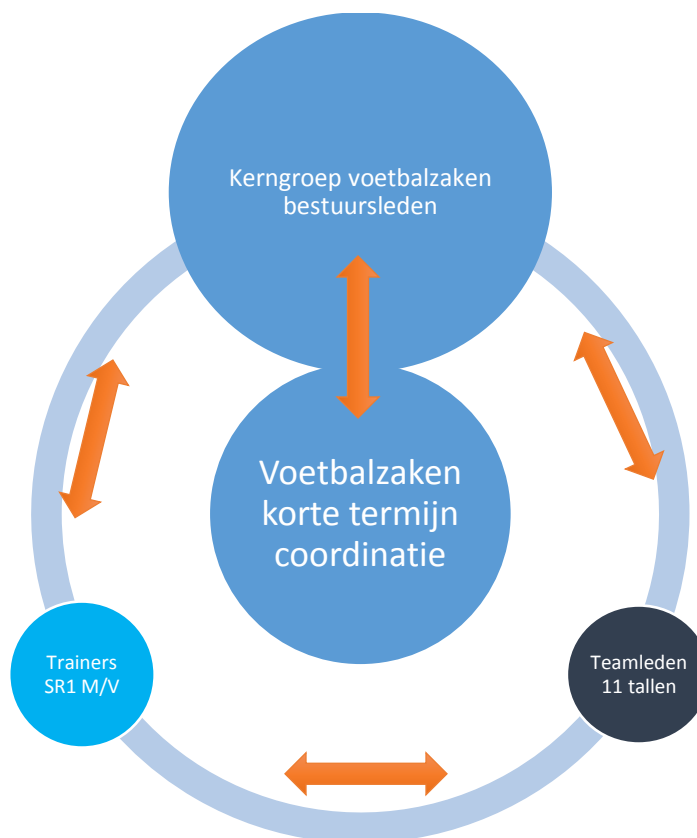 Kerngroep voetbalzaken
bestuursleden
Voetbalzaken
korte termijn
coordinatie
Trainers
SR1 M/V
Teamleden
11 tallen